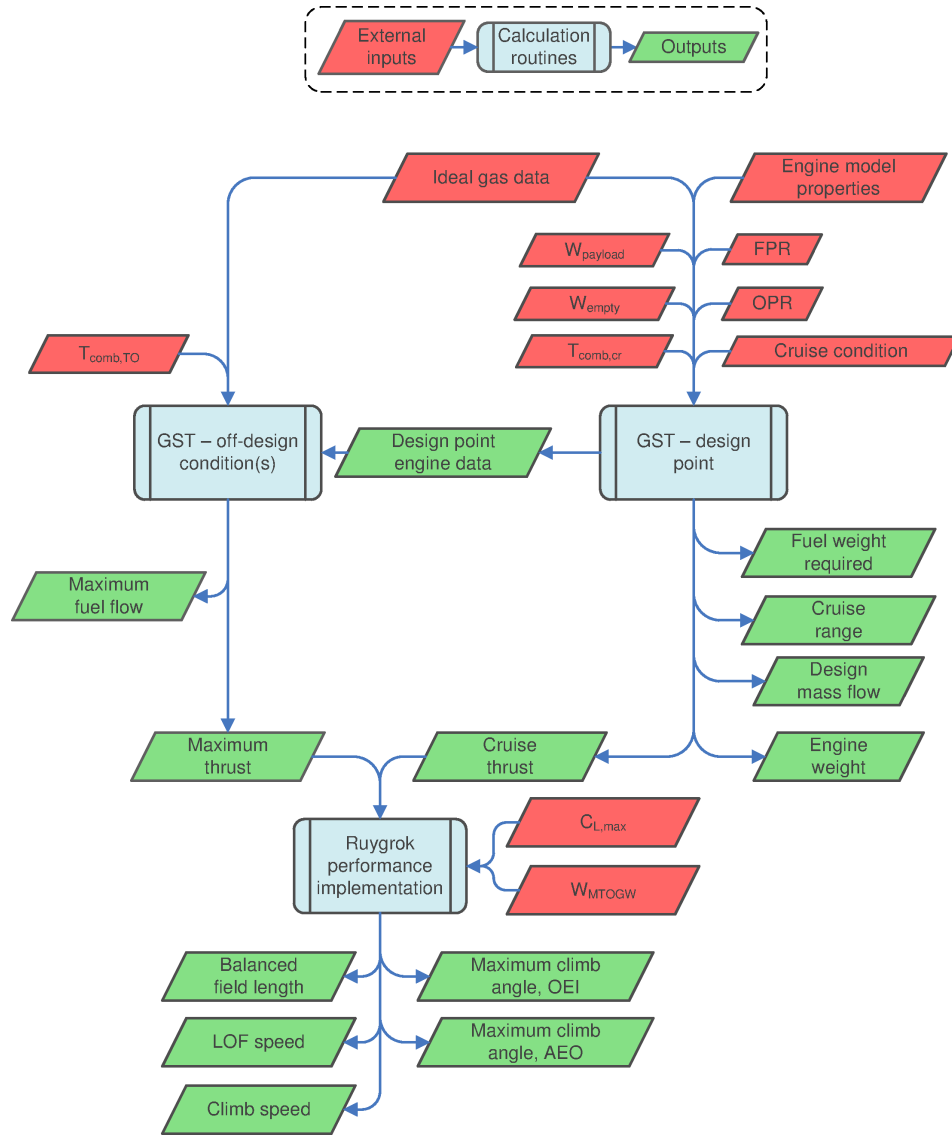 External
inputs
Calculation
routines
Outputs
Ideal gas data
Engine model
properties
W_payload
FPR
W_empty
OPR
T_comb,TO
T_comb,cr
Cruise condition
GST – off-design
condition(s)
Design point
engine data
GST – design
point
Fuel weight
required
Maximum
fuel flow
Cruise
range
Design
mass flow
Maximum
thrust
Cruise
thrust
Engine
weight
C_L,max
Ruygrok
performance
implementation
W_MTOGW
Balanced
field length
Maximum climb
angle, OEI
LOF speed
Maximum climb
angle, AEO
Climb speed